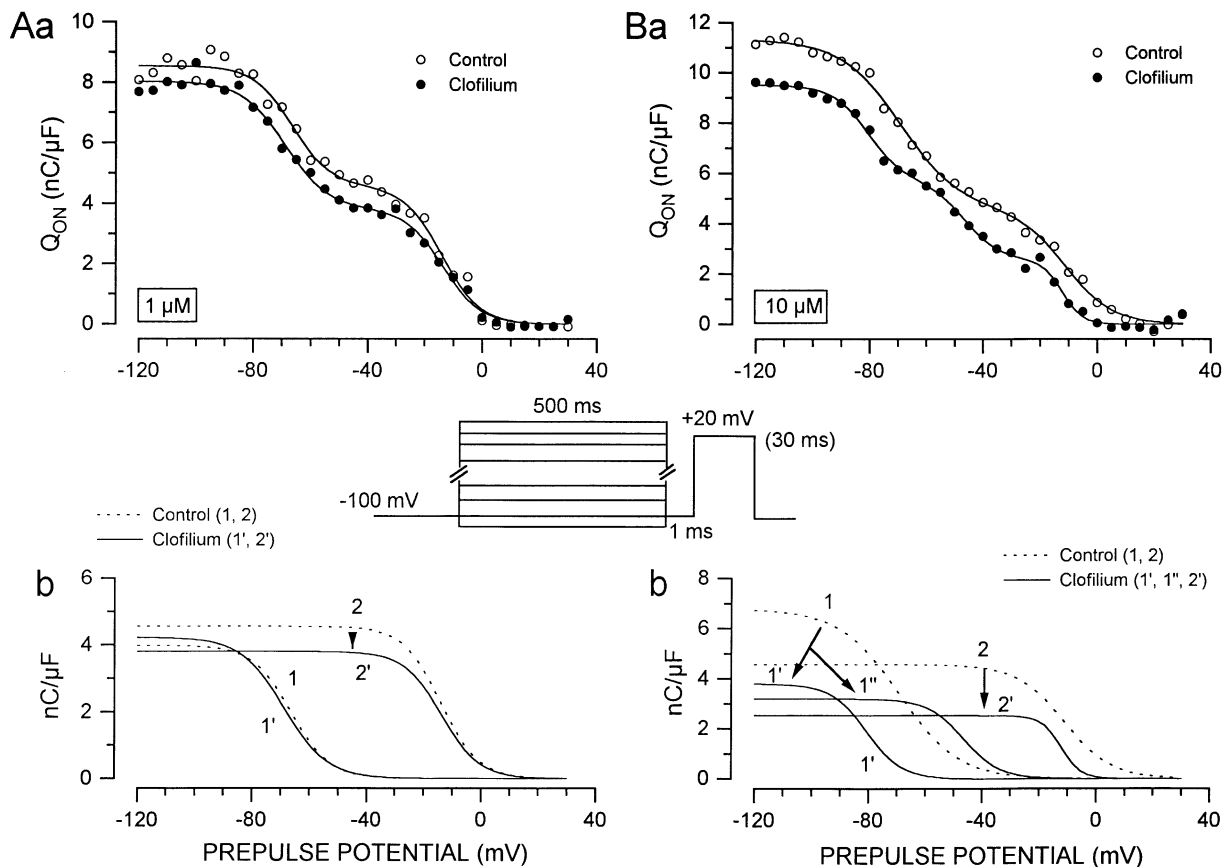 Aa
10
8
6
4
2
0
Q_ON (nC/µF)
Control
Clofilium
1 µM
-120
-80
-40
0
40
Ba
12
10
8
6
4
2
0
Q_ON (nC/µF)
Control
Clofilium
10 µM
-120
-80
-40
0
40
500 ms
+20 mV
(30 ms)
-100 mV
1 ms
Control (1, 2)
Clofilium (1', 2')
b
6
4
2
0
nC/µF
2
2'
1
1'
-120
-80
-40
0
40
PREPULSE POTENTIAL (mV)
Control (1, 2)
Clofilium (1', 1'', 2')
b
8
6
4
2
0
nC/µF
1
2
1'
1''
2'
1'
-120
-80
-40
0
40
PREPULSE POTENTIAL (mV)